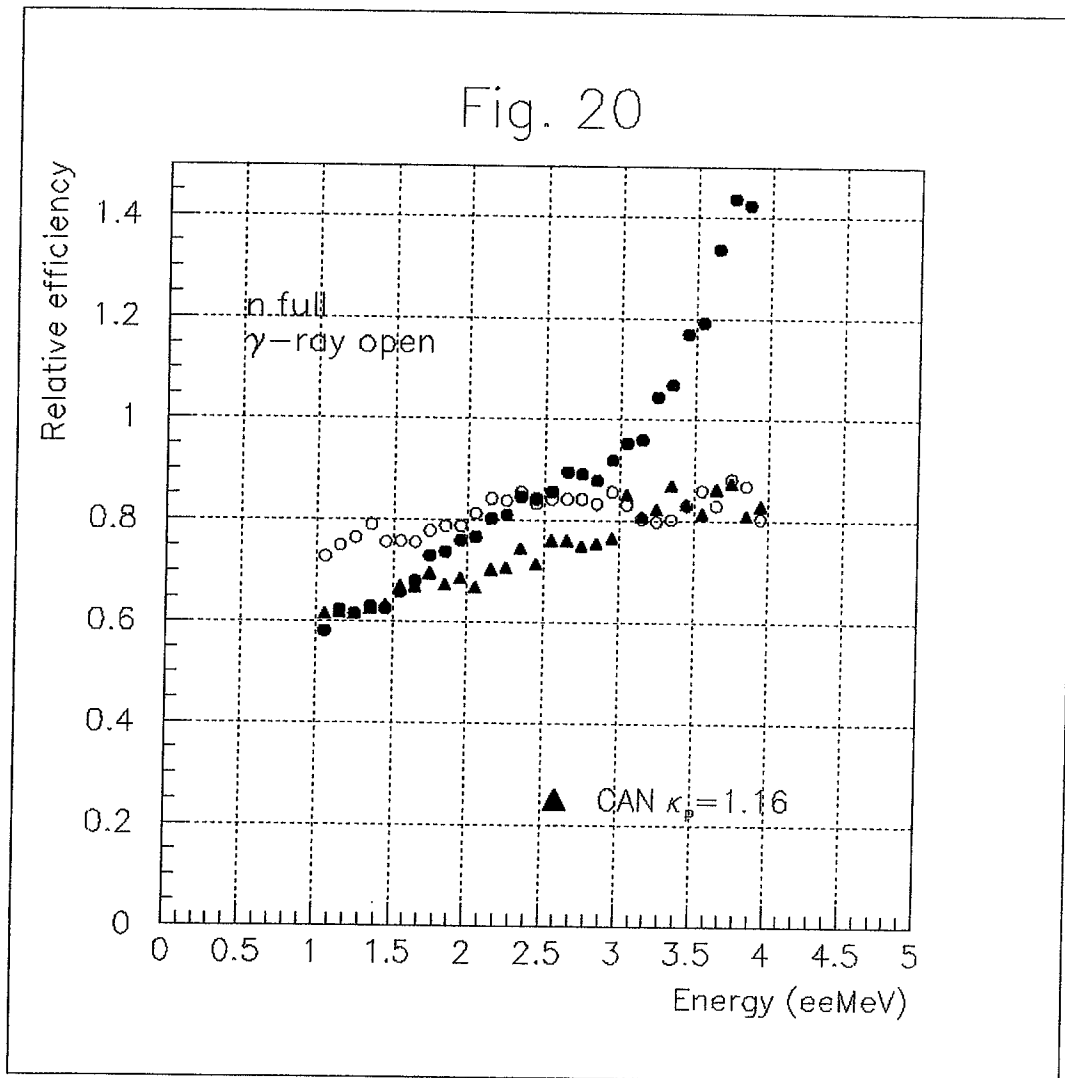 Fig. 20
Relative efficiency
1.4
1.2
1
0.8
0.6
0.4
0.2
0
n full
γ-ray open
▲ CAN κp=1.16
0 0.5 1 1.5 2 2.5 3 3.5 4 4.5 5
Energy (eeMeV)